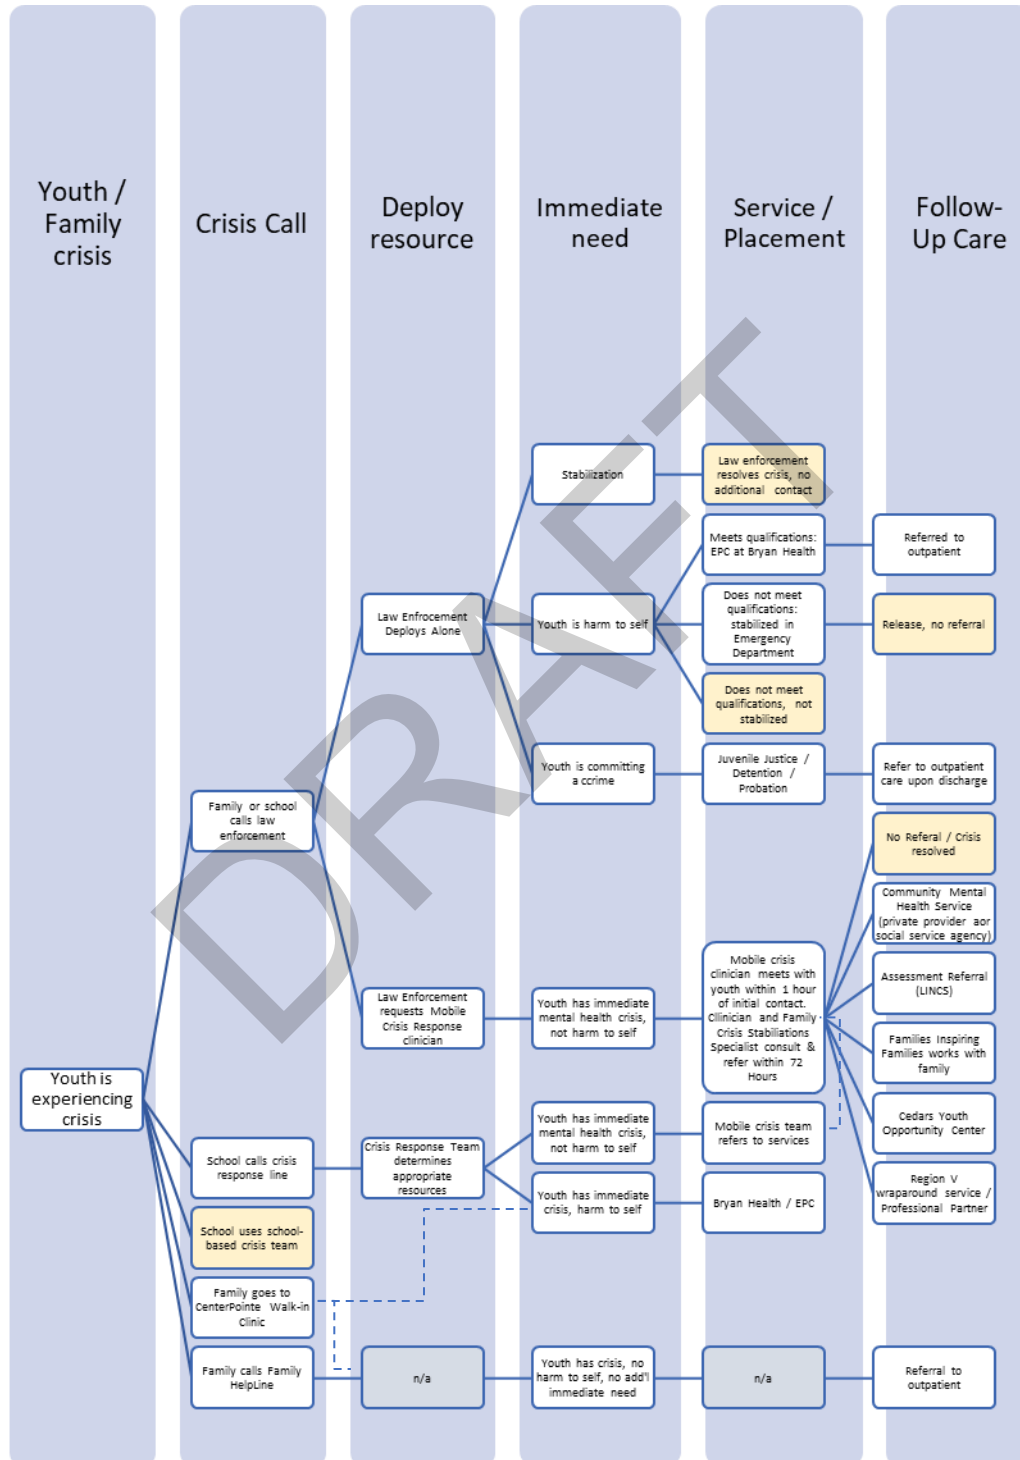 Youth /
Family
crisis
Crisis Call
Deploy
resource
Immediate
need
Service /
Placement
Follow-
Up Care
DRAFT
Youth is
experiencing
crisis
Family or school
calls law
enforcement
School calls crisis
response line
School uses school-
based crisis team
Family goes to
CenterPointe Walk-in
Clinic
Family calls Family
HelpLine
Law Enfrocement
Deploys Alone
Law Enforcement
requests Mobile
Crisis Response
clinician
Crisis Response Team
determines
appropriate
resources
n/a
Stabilization
Youth is harm to self
Youth is committing
a ccrime
Youth has immediate
mental health crisis,
not harm to self
Youth has immediate
mental health crisis,
not harm to self
Youth has immediate
crisis, harm to self
Youth has crisis, no
harm to self, no add'l
immediate need
Law enforcement
resolves crisis, no
additional contact
Meets qualifications:
EPC at Bryan Health
Does not meet
qualifications:
stabilized in
Emergency
Department
Does not meet
qualifications, not
stabilized
Juvenile Justice /
Detention /
Probation
Mobile crisis
clinician meets with
youth within 1 hour
of initial contact.
Cllinician and Family
Crisis Stabiliations
Specialist consult &
refer within 72
Hours
Mobile crisis team
refers to services
Bryan Health / EPC
n/a
Referred to
outpatient
Release, no referral
Refer to outpatient
care upon discharge
No Referal / Crisis
resolved
Community Mental
Health Service
(private provider aor
social service agency)
Assessment Referral
(LINCS)
Families Inspiring
Families works with
family
Cedars Youth
Opportunity Center
Region V
wraparound service /
Professional Partner
Referral to
outpatient